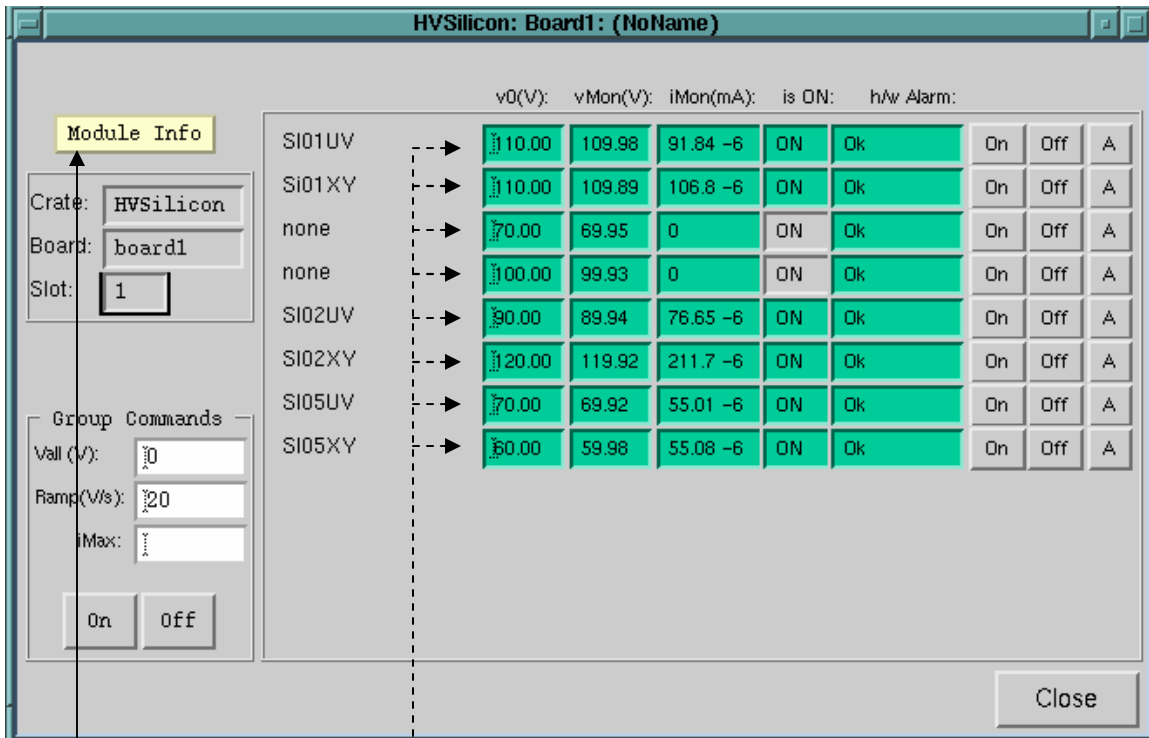 HVSilicon: Board1: (NoName)
v0(V): vMon(V): iMon(mA): is ON: h/w Alarm:
Module Info
SI01UV 110.00 109.98 91.84 -6 ON Ok On Off A
Si01XY 110.00 109.89 106.8 -6 ON Ok On Off A
none 70.00 69.95 0 ON Ok On Off A
none 100.00 99.93 0 ON Ok On Off A
SI02UV 90.00 89.94 76.65 -6 ON Ok On Off A
SI02XY 120.00 119.92 211.7 -6 ON Ok On Off A
SI05UV 70.00 69.92 55.01 -6 ON Ok On Off A
SI05XY 60.00 59.98 55.08 -6 ON Ok On Off A
Crate: HVSilicon
Board: board1
Slot: 1
Group Commands
Vall (V): 0
Ramp(V/s): 20
iMax:
On Off
Close